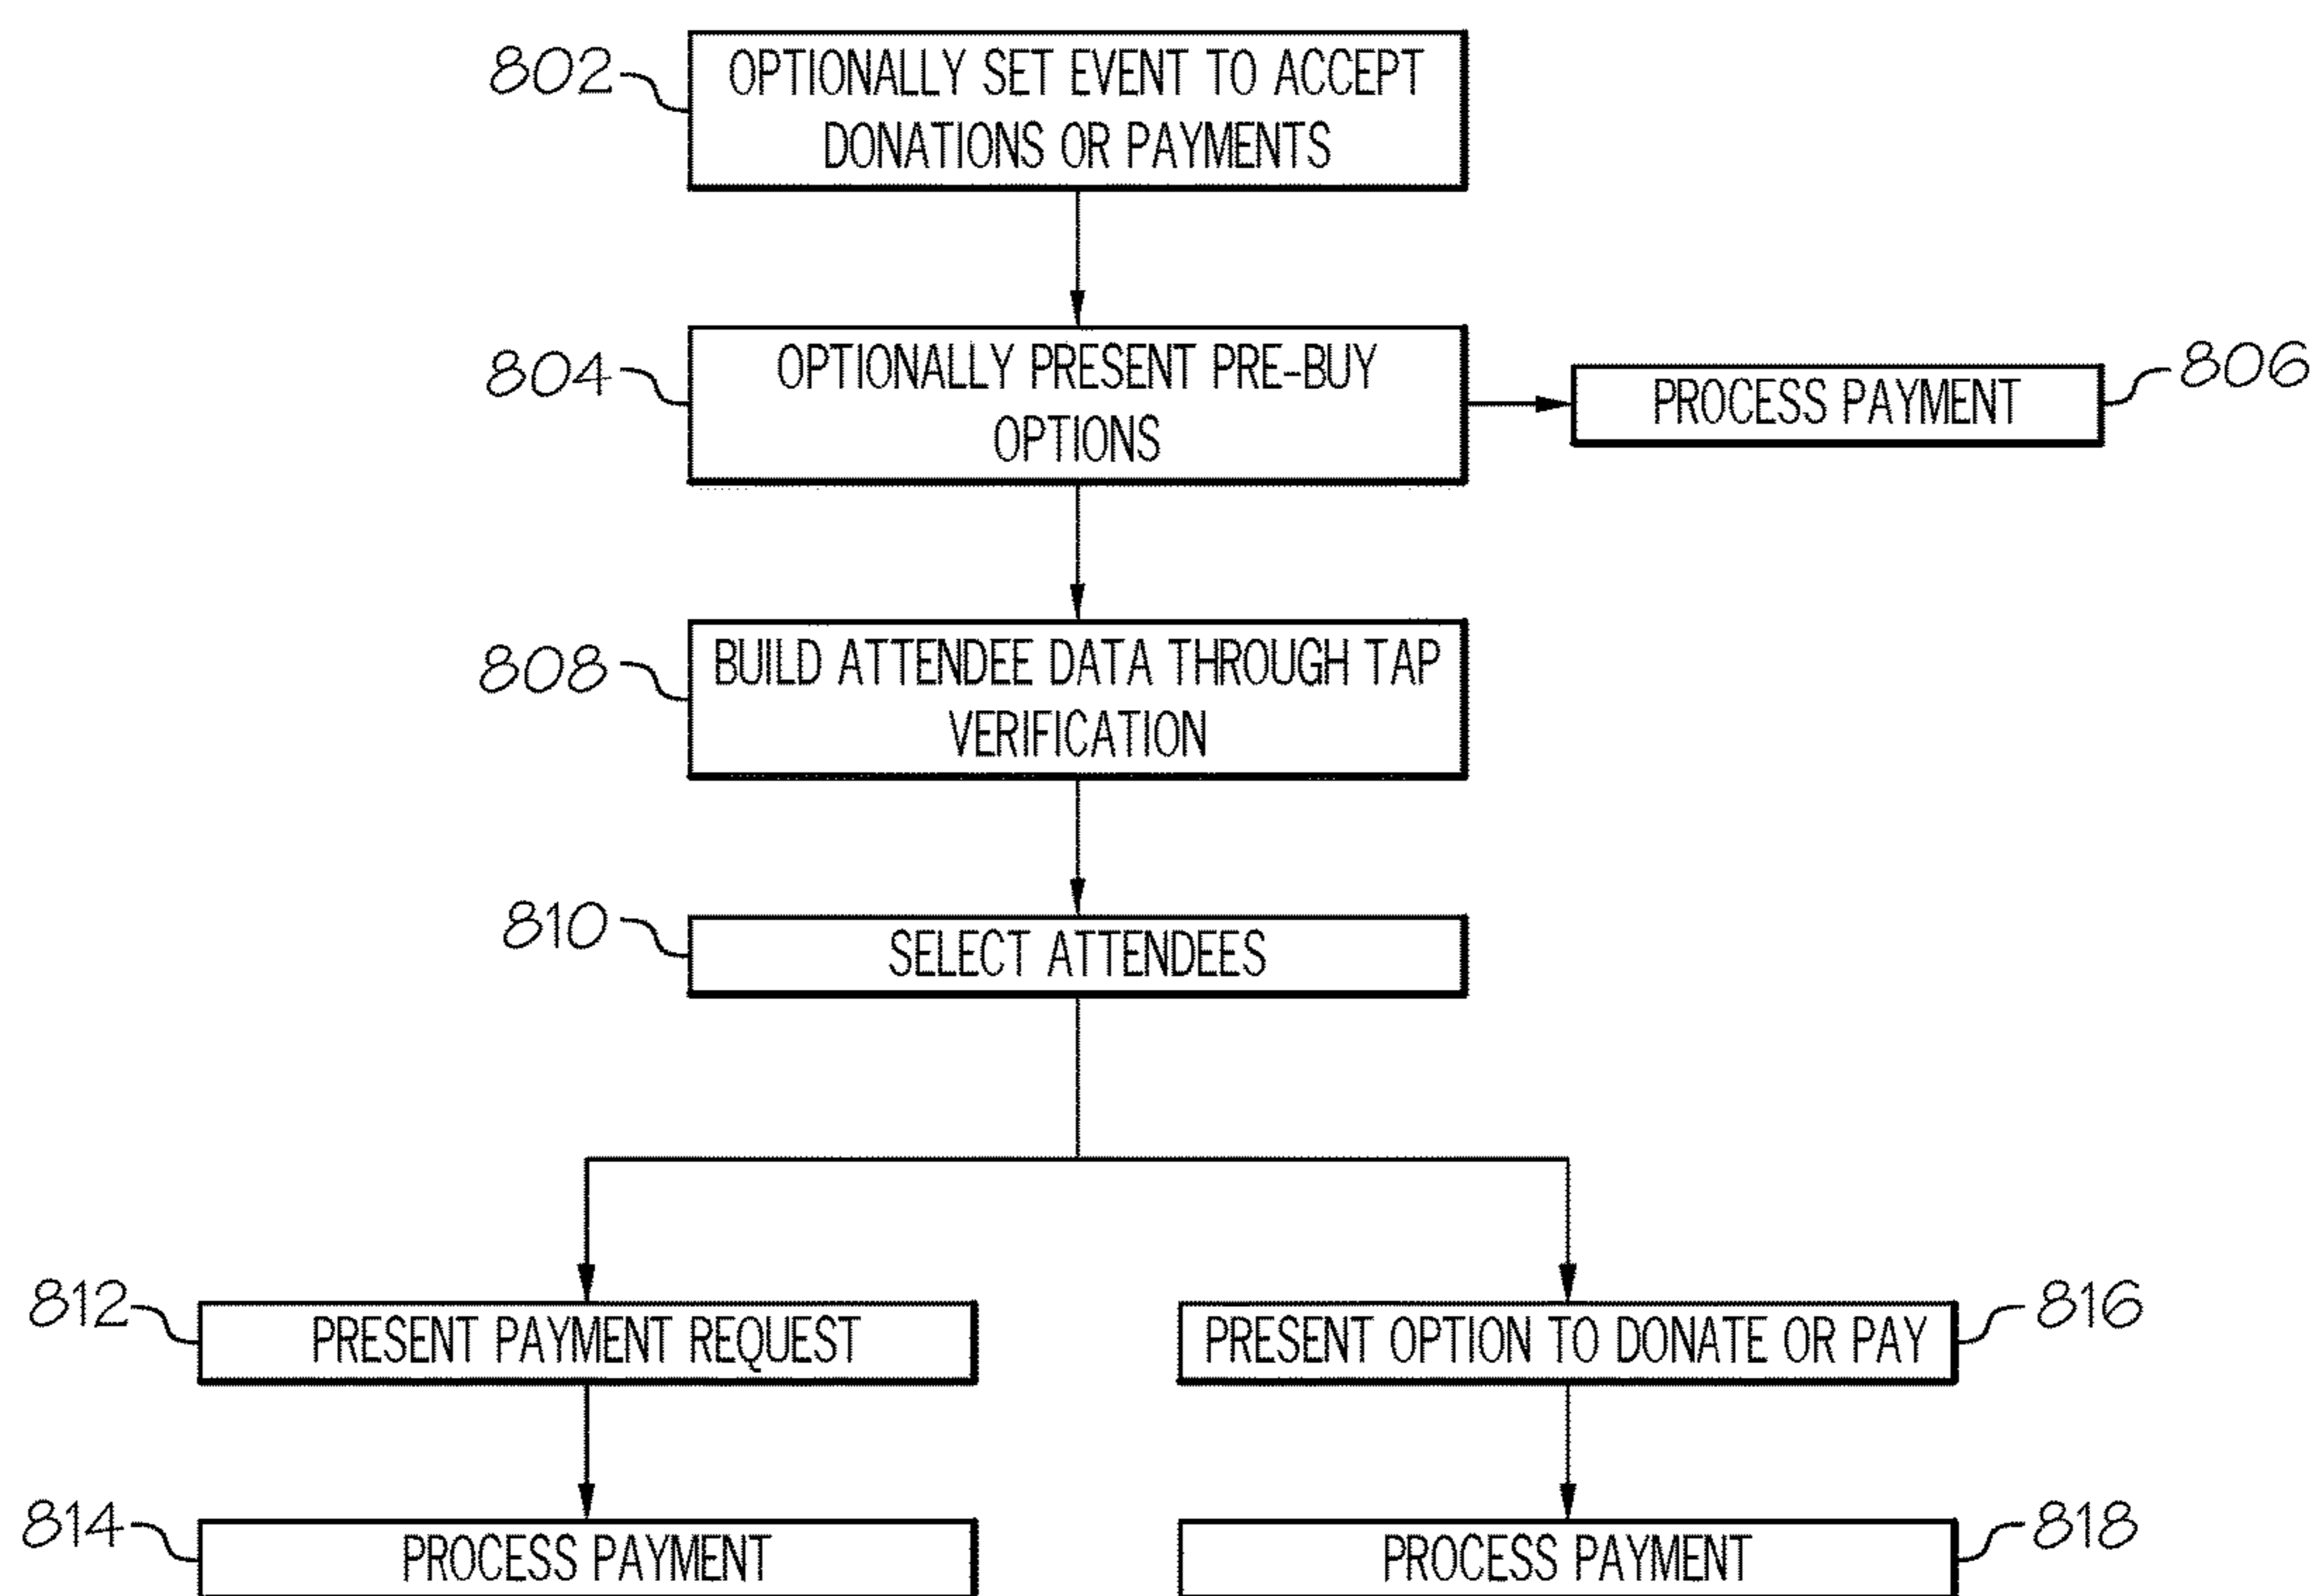 802
OPTIONALLY SET EVENT TO ACCEPT
DONATIONS OR PAYMENTS
804
OPTIONALLY PRESENT PRE-BUY
OPTIONS
PROCESS PAYMENT
806
808
BUILD ATTENDEE DATA THROUGH TAP
VERIFICATION
810
SELECT ATTENDEES
812
PRESENT PAYMENT REQUEST
PRESENT OPTION TO DONATE OR PAY
816
814
PROCESS PAYMENT
PROCESS PAYMENT
818